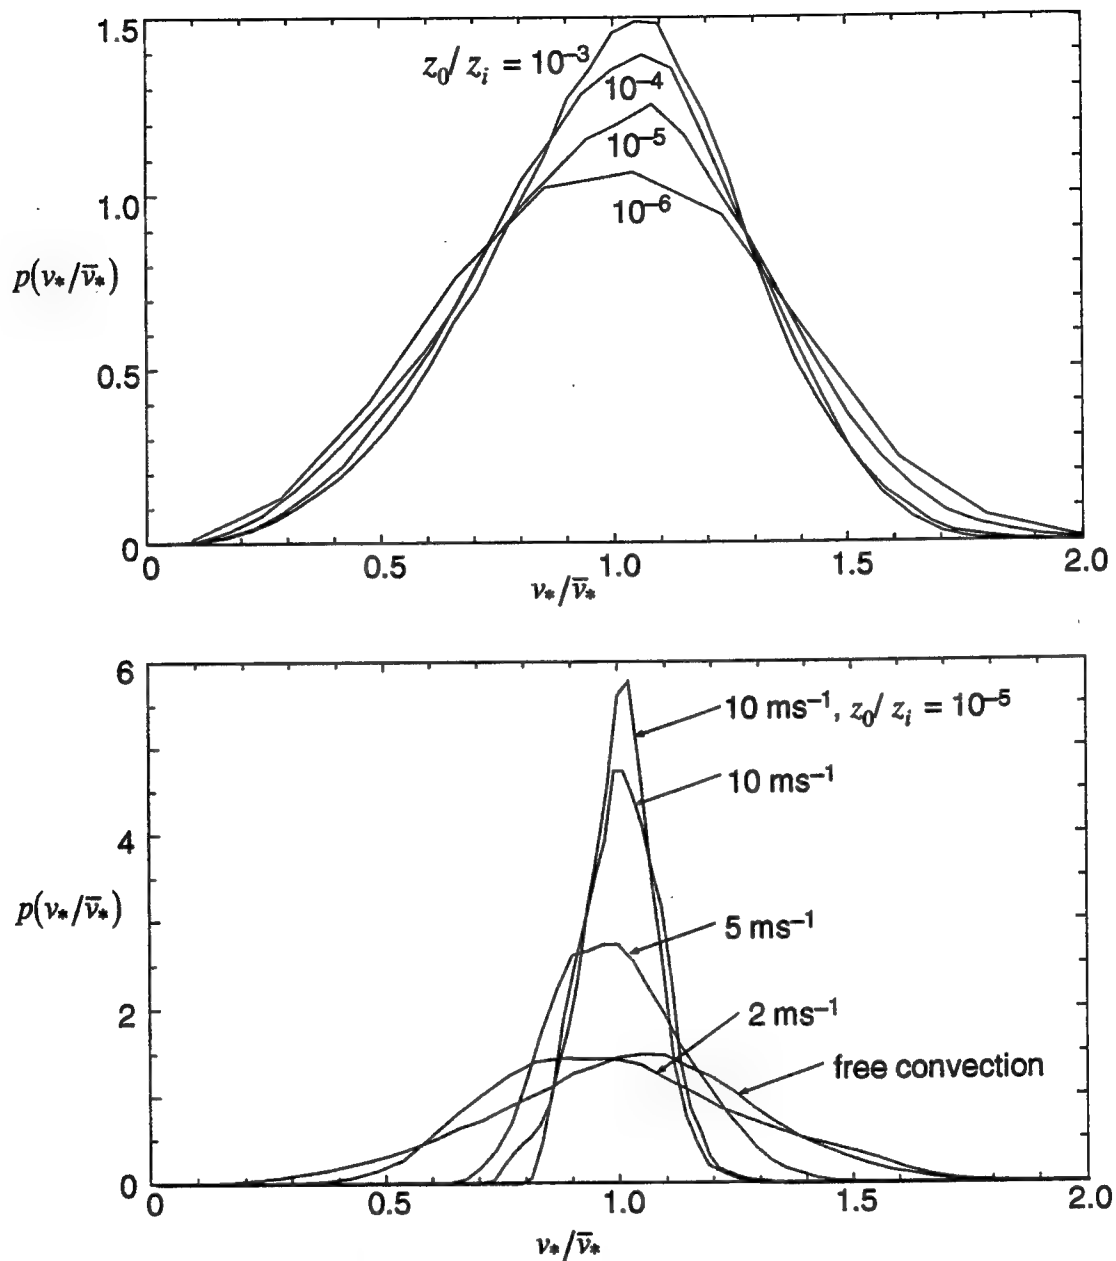 1.5
z₀/zᵢ = 10⁻³
10⁻⁴
10⁻⁵
1.0
10⁻⁶
p(v*/v̅*)
0.5
0
0 0.5 1.0 1.5 2.0
v*/v̅*
6
10 ms⁻¹, z₀/zᵢ = 10⁻⁵
10 ms⁻¹
4
p(v*/v̅*)
5 ms⁻¹
2
2 ms⁻¹
free convection
0
0 0.5 1.0 1.5 2.0
v*/v̅*